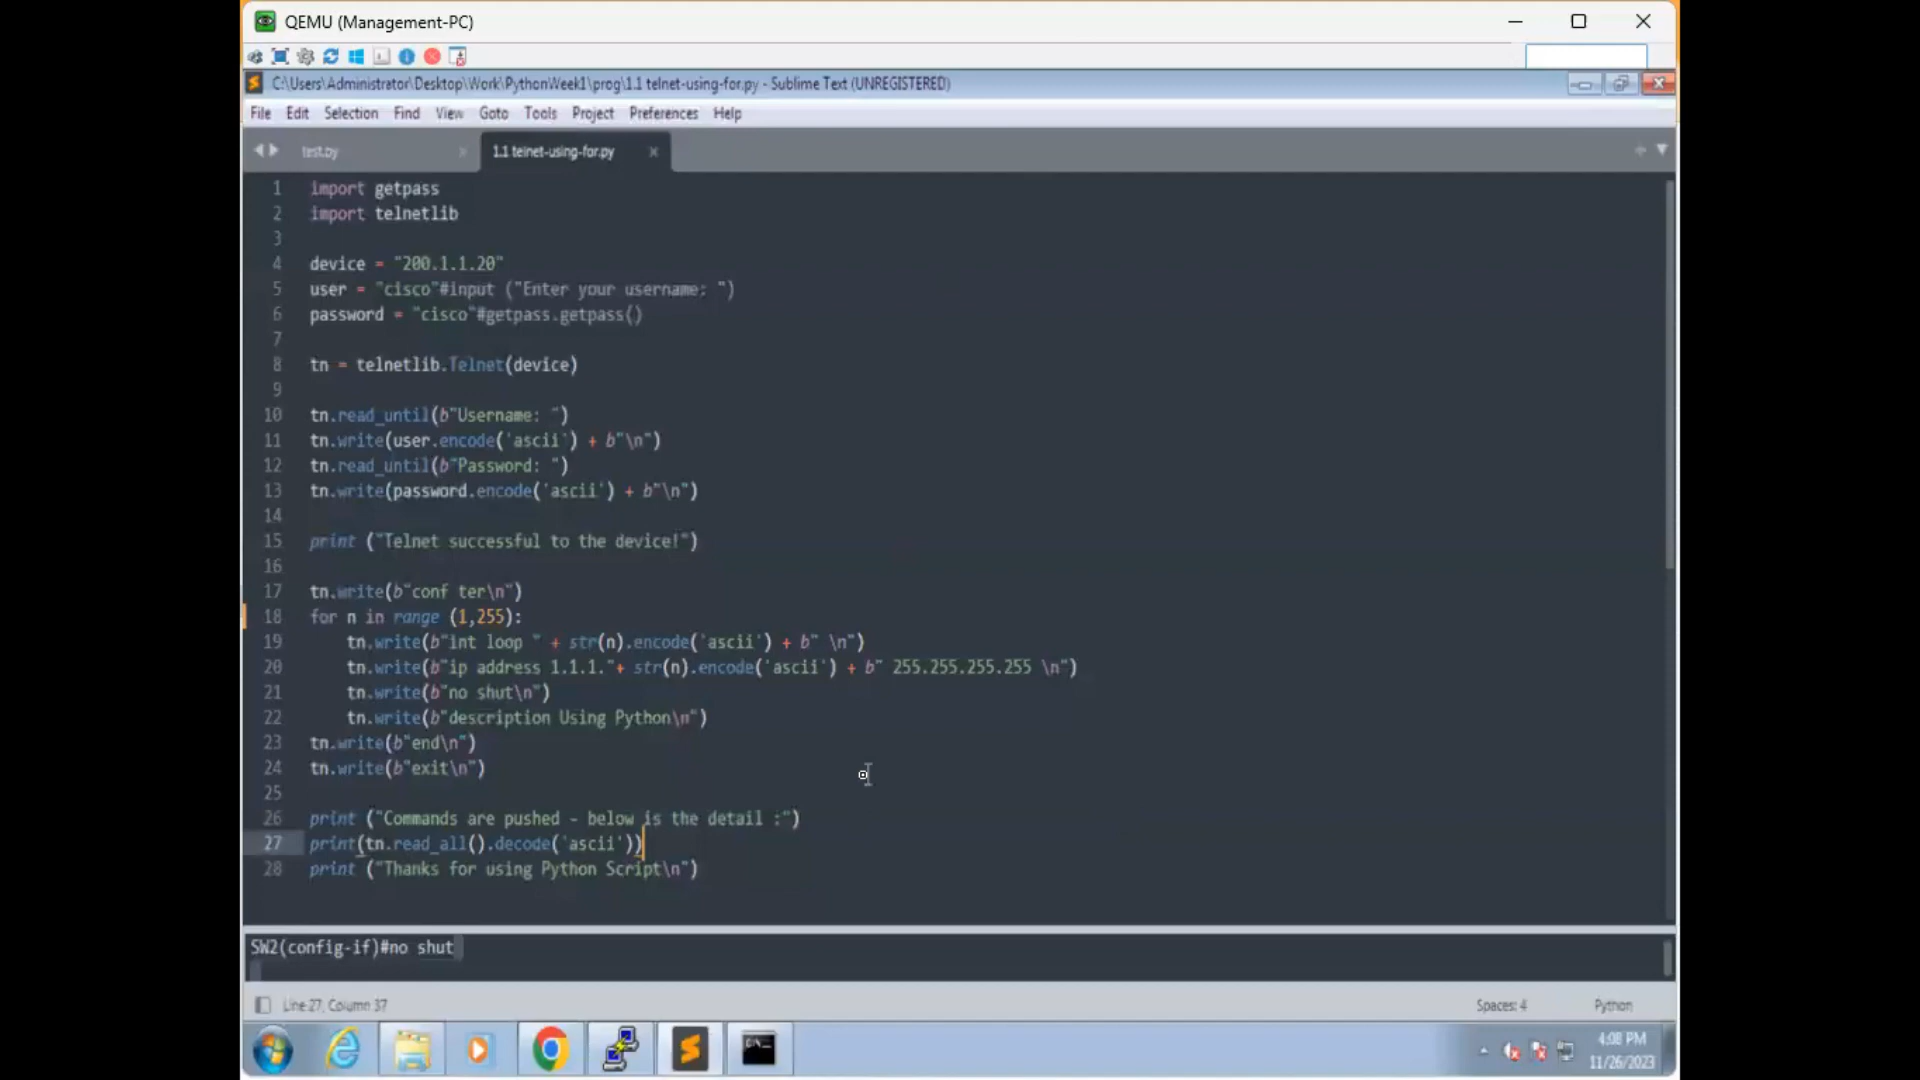 QEMU (Management-PC)
C:\Users\Administrator\Desktop\Work\PythonWeek1\prog\1.1 telnet-using-for.py - Sublime Text (UNREGISTERED)
File Edit Selection Find View Goto Tools Project Preferences Help
test.py 1.1 telnet-using-for.py
1 import getpass
2 import telnetlib
3
4 device = "200.1.1.20"
5 user = "cisco"#input ("Enter your username: ")
6 password = "cisco"#getpass.getpass()
7
8 tn = telnetlib.Telnet(device)
9
10 tn.read_until(b"Username: ")
11 tn.write(user.encode('ascii') + b"\n")
12 tn.read_until(b"Password: ")
13 tn.write(password.encode('ascii') + b"\n")
14
15 print ("Telnet successful to the device!")
16
17 tn.write(b"conf ter\n")
18 for n in range (1,255):
19 tn.write(b"int loop " + str(n).encode('ascii') + b" \n")
20 tn.write(b"ip address 1.1.1."+ str(n).encode('ascii') + b" 255.255.255.255 \n")
21 tn.write(b"no shut\n")
22 tn.write(b"description Using Python\n")
23 tn.write(b"end\n")
24 tn.write(b"exit\n")
25
26 print ("Commands are pushed - below is the detail :")
27 print(tn.read_all().decode('ascii'))
28 print ("Thanks for using Python Script\n")
SW2(config-if)#no shut
Line 27, Column 37 Spaces: 4 Python
4:08 PM
11/26/2023